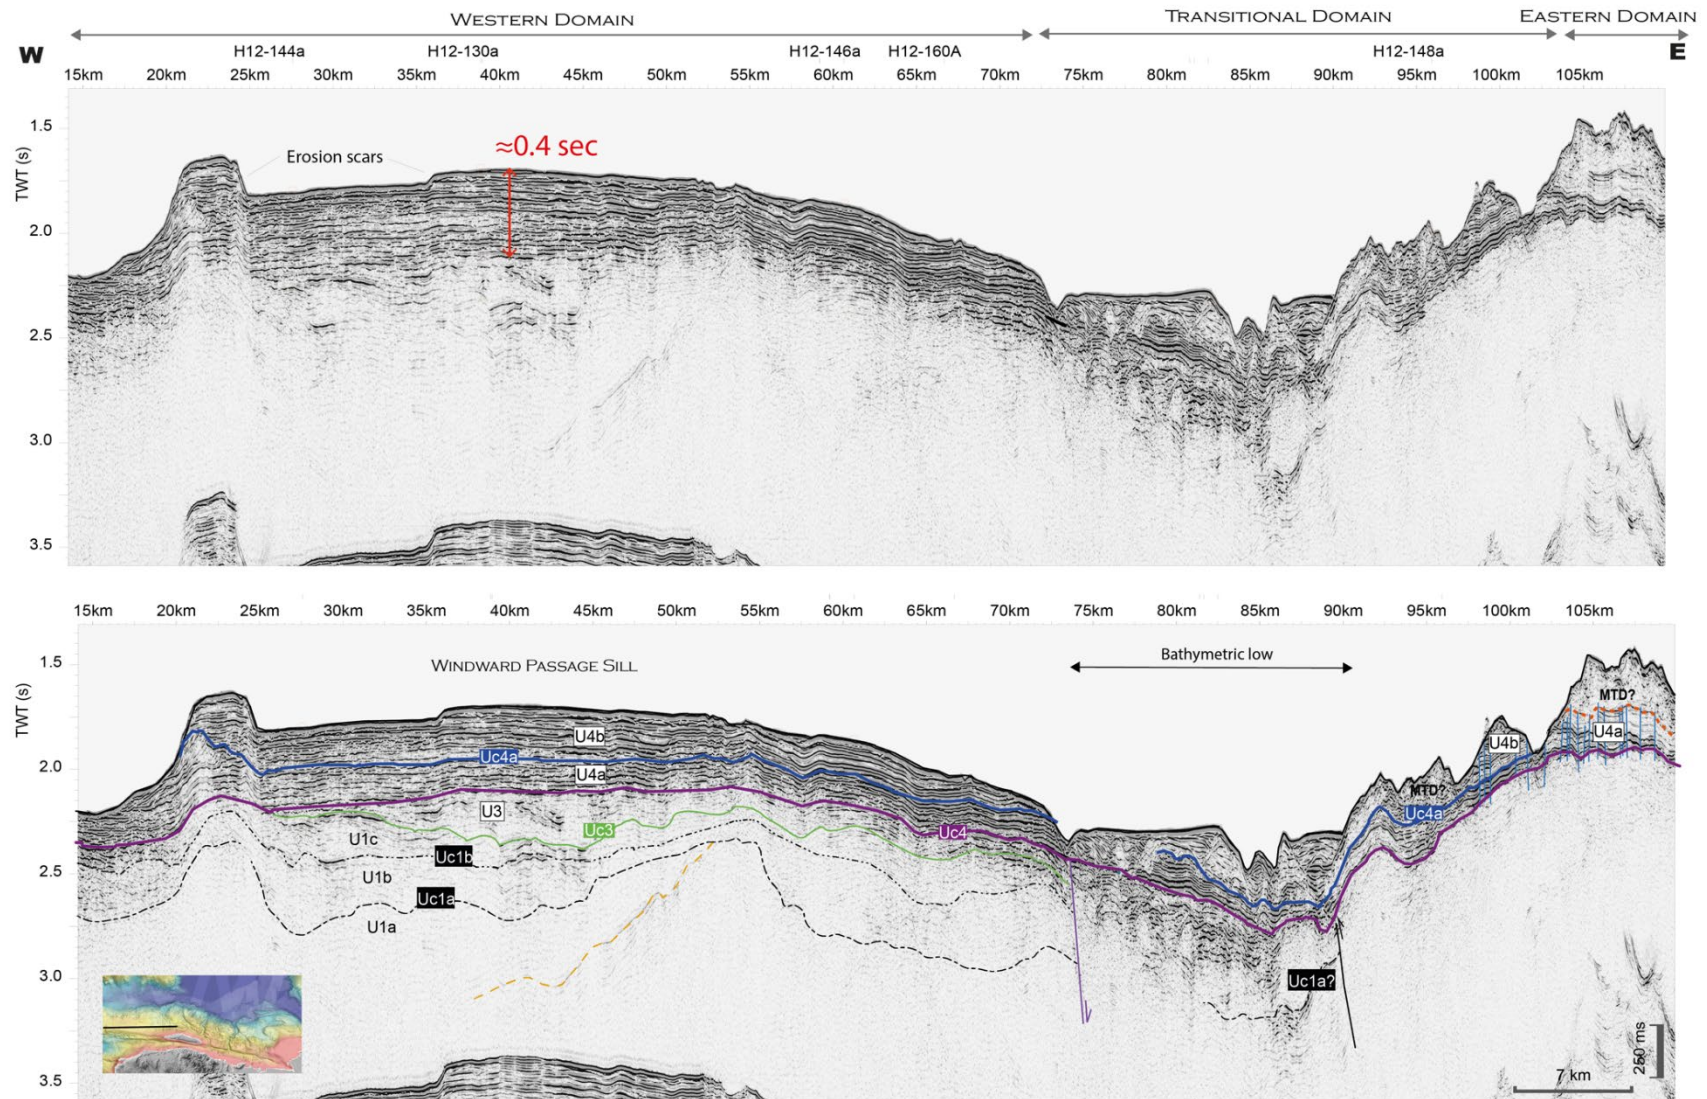 WESTERN DOMAIN TRANSITIONAL DOMAIN EASTERN DOMAIN
W H12-144a H12-130a H12-146a H12-160A H12-148a E
15km 20km 25km 30km 35km 40km 45km 50km 55km 60km 65km 70km 75km 80km 85km 90km 95km 100km 105km
TWT (s)
1.5
≈0.4 sec
Erosion scars
2.0
2.5
3.0
3.5
15km 20km 25km 30km 35km 40km 45km 50km 55km 60km 65km 70km 75km 80km 85km 90km 95km 100km 105km
TWT (s)
1.5
WINDWARD PASSAGE SILL
Bathymetric low
MTD?
U4b
U4a
U4b
Uc4a
2.0
U4a
MTD?
U3
Uc4a
Uc3
Uc4
U1c
Uc1b
2.5
U1b
Uc1a
U1a
3.0
Uc1a?
3.5
250 ms
7 km